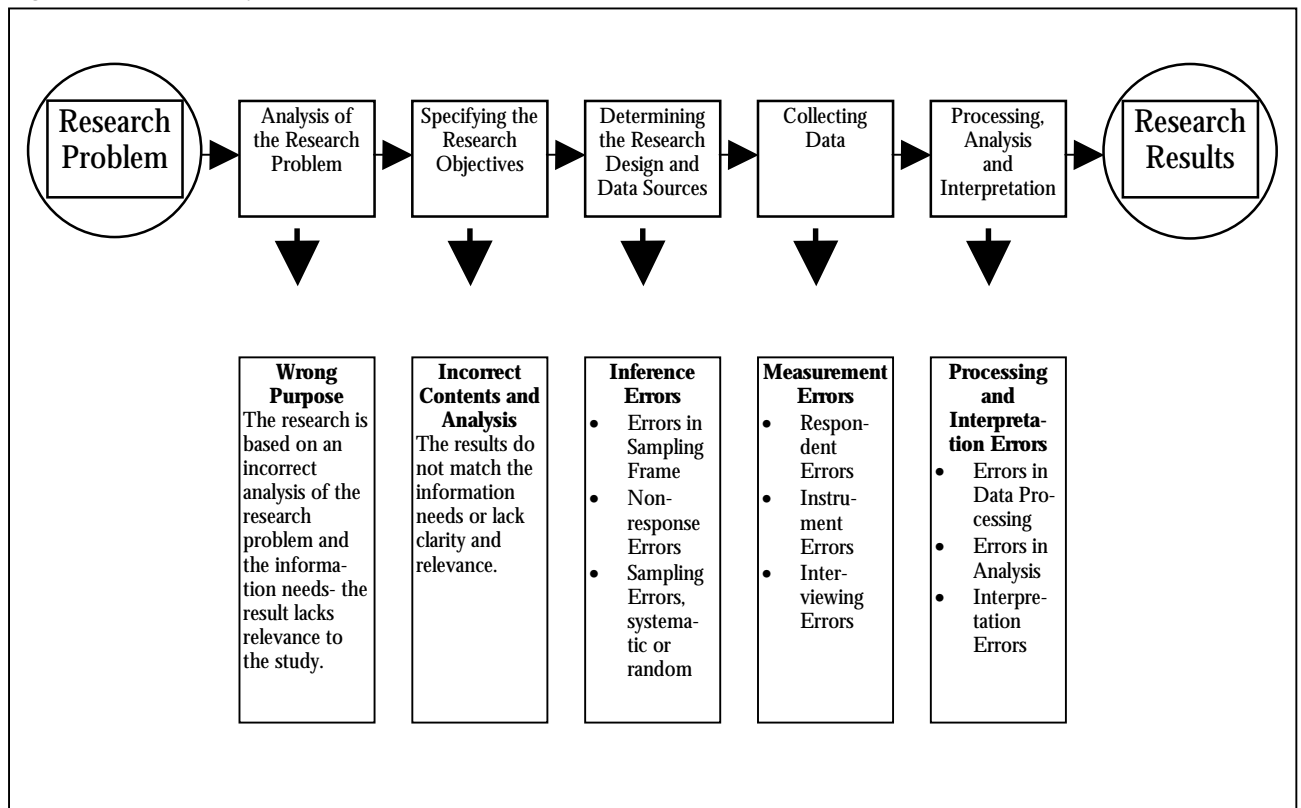 Research
Problem
Analysis of
the Research
Problem
Specifying the
Research
Objectives
Determining
the Research
Design and
Data Sources
Collecting
Data
Processing,
Analysis
and
Interpretation
Research
Results
Wrong
Purpose
The research is
based on an
incorrect
analysis of the
research
problem and
the informa-
tion needs- the
result lacks
relevance to
the study.
Incorrect
Contents and
Analysis
The results do
not match the
information
needs or lack
clarity and
relevance.
Inference
Errors
• Errors in
Sampling
Frame
• Non-
response
Errors
• Sampling
Errors,
systema-
tic or
random
Measurement
Errors
• Respon-
dent
Errors
• Instru-
ment
Errors
• Inter-
viewing
Errors
Processing
and
Interpreta-
tion Errors
• Errors in
Data Pro-
cessing
• Errors in
Analysis
• Interpre-
tation
Errors